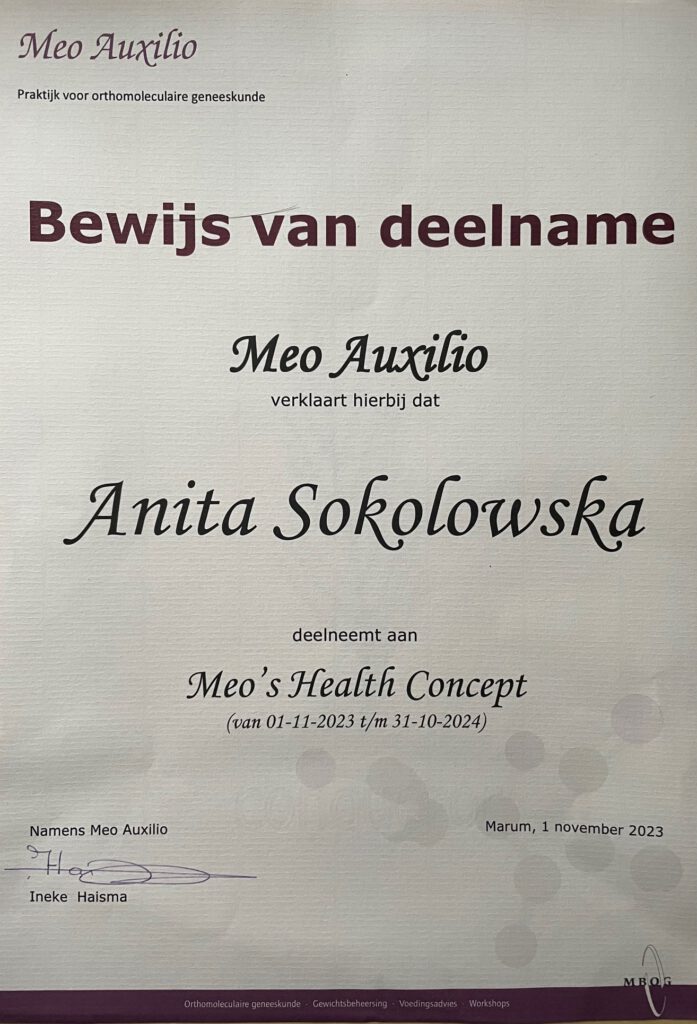 Meo Auxilio
Praktijk voor orthomoleculaire geneeskunde
Bewijs van deelname
Meo Auxilio
verklaart hierbij dat
Anita Sokolowska
deelneemt aan
Meo's Health Concept
(van 01-11-2023 t/m 31-10-2024)
Namens Meo Auxilio
Marum, 1 november 2023
Ineke Haisma
MBOG
Orthomoleculaire geneeskunde - Gewichtsbeheersing - Voedingsadvies - Workshops